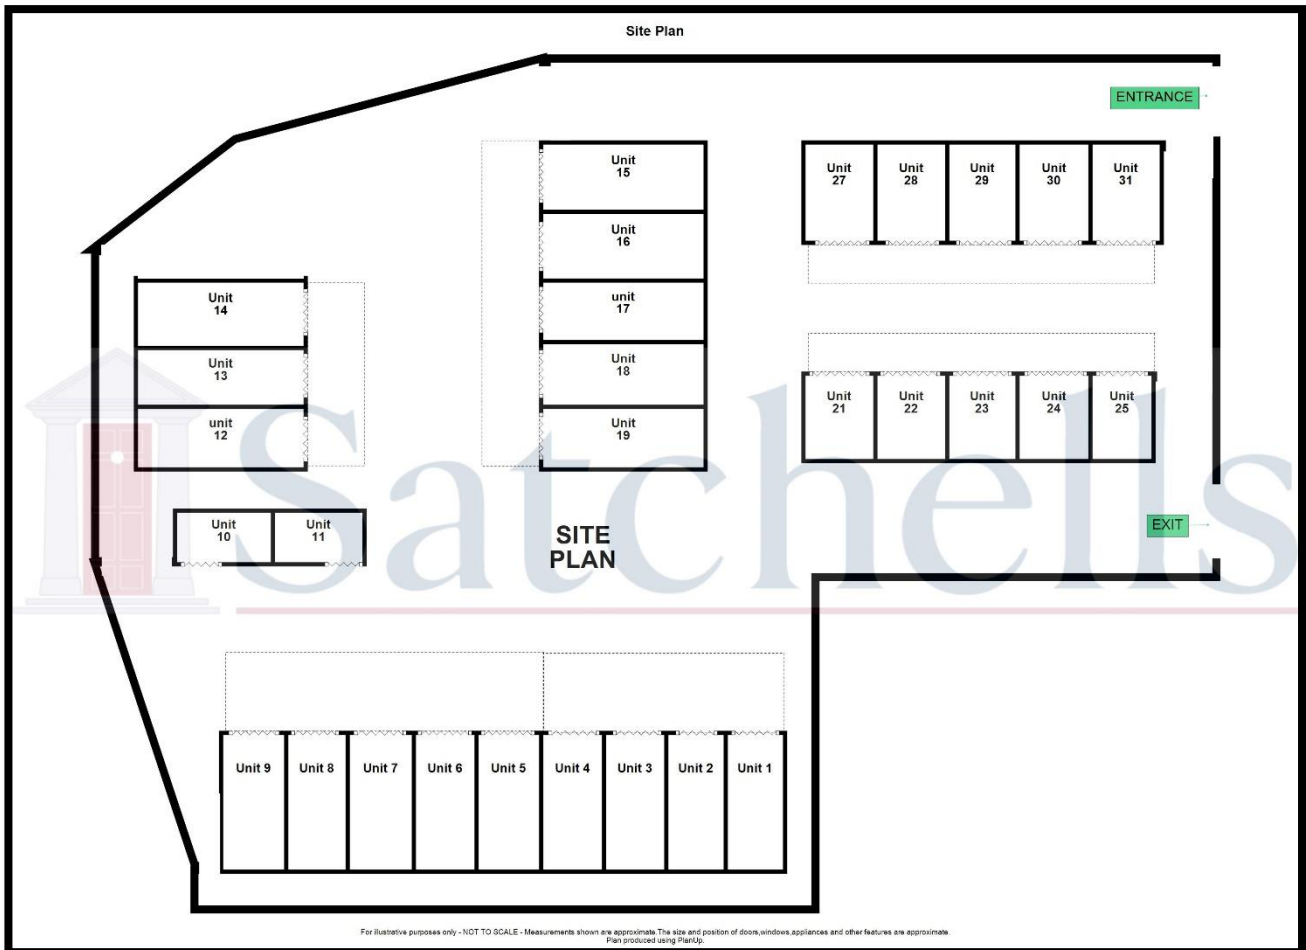 Site Plan
ENTRANCE
Unit
15
Unit
16
unit
17
Unit
18
Unit
19
Unit
27
Unit
28
Unit
29
Unit
30
Unit
31
Unit
14
Unit
13
unit
12
Unit
21
Unit
22
Unit
23
Unit
24
Unit
25
Satchells
Unit
10
Unit
11
SITE
PLAN
EXIT
Unit 9
Unit 8
Unit 7
Unit 6
Unit 5
Unit 4
Unit 3
Unit 2
Unit 1
For illustrative purposes only - NOT TO SCALE - Measurements shown are approximate.The size and position of doors,windows,appliances and other features are approximate.
Plan produced using PlanUp.